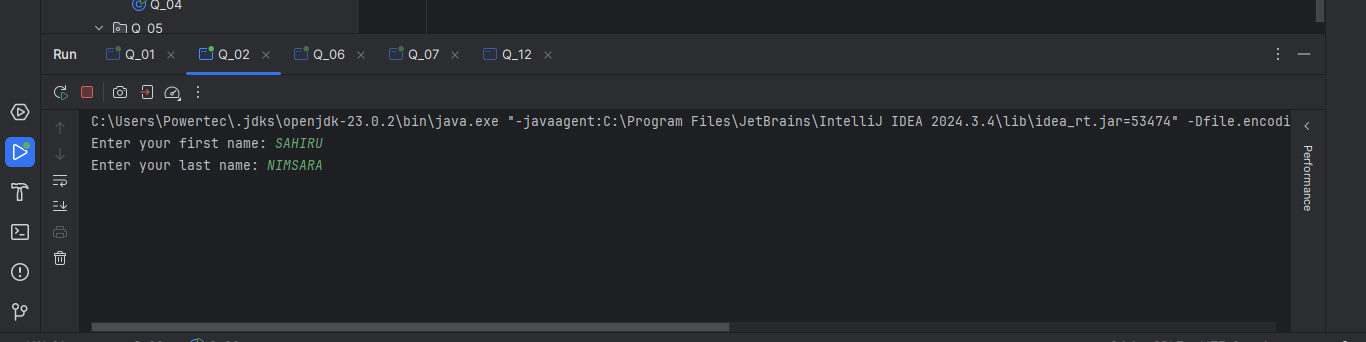 Q_04
Q_05
Run Q_01 Q_02 Q_06 Q_07 Q_12
C:\Users\Powertec\.jdks\openjdk-23.0.2\bin\java.exe "-javaagent:C:\Program Files\JetBrains\IntelliJ IDEA 2024.3.4\lib\idea_rt.jar=53474" -Dfile.encodi
Enter your first name: SAHIRU
Enter your last name: NIMSARA
Performance